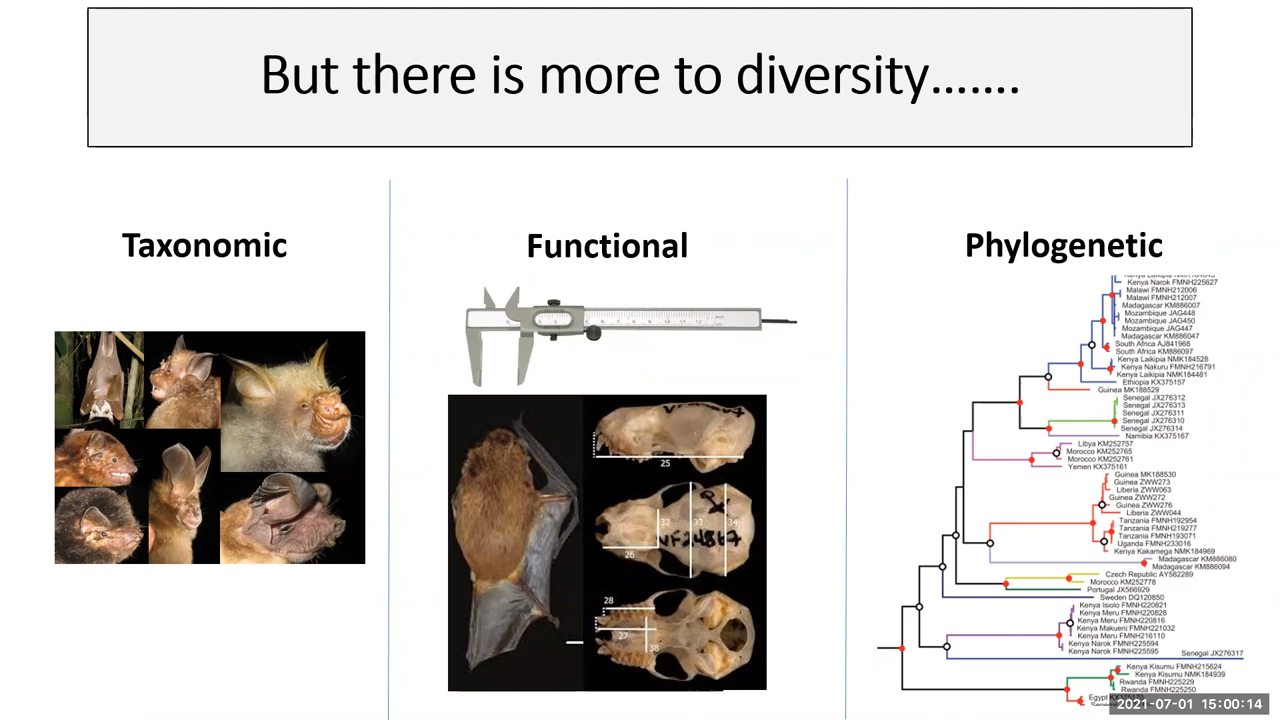 But there is more to diversity.......
Taxonomic
Functional
Phylogenetic
25
32
33
34
26
28
27
38
Kenya Narok FMNH225627
Malawi FMNH212006
Malawi FMNH212007
Madagascar KM886007
Mozambique JAG448
Mozambique JAG450
Mozambique JAG447
Madagascar KM886047
South Africa AJ841968
South Africa KM886097
Kenya Laikipia NMK184528
Kenya Nakuru FMNH216791
Kenya Laikipia NMK184481
Ethiopia KX375157
Guinea MK188529
Senegal JX276312
Senegal JX276313
Senegal JX276311
Senegal JX276310
Senegal JX276314
Namibia KX375167
Libya KM252757
Morocco KM252765
Morocco KM252761
Yemen KX375161
Guinea MK188530
Guinea ZWW273
Liberia ZWW063
Guinea ZWW272
Guinea ZWW276
Liberia ZWW044
Tanzania FMNH192954
Tanzania FMNH219277
Tanzania FMNH193071
Uganda FMNH233016
Kenya Kakamega NMK184969
Madagascar KM886080
Madagascar KM886094
Czech Republic AY582289
Morocco KM252778
Portugal JX566929
Sweden DQ120850
Kenya Isiolo FMNH220821
Kenya Meru FMNH220828
Kenya Meru FMNH220816
Kenya Makueni FMNH221032
Kenya Meru FMNH216110
Kenya Narok FMNH225594
Kenya Narok FMNH225595
Senegal JX276317
Kenya Kisumu FMNH215624
Kenya Kisumu NMK184939
Rwanda FMNH225229
Rwanda FMNH225250
Egypt
2021-07-01 15:00:14